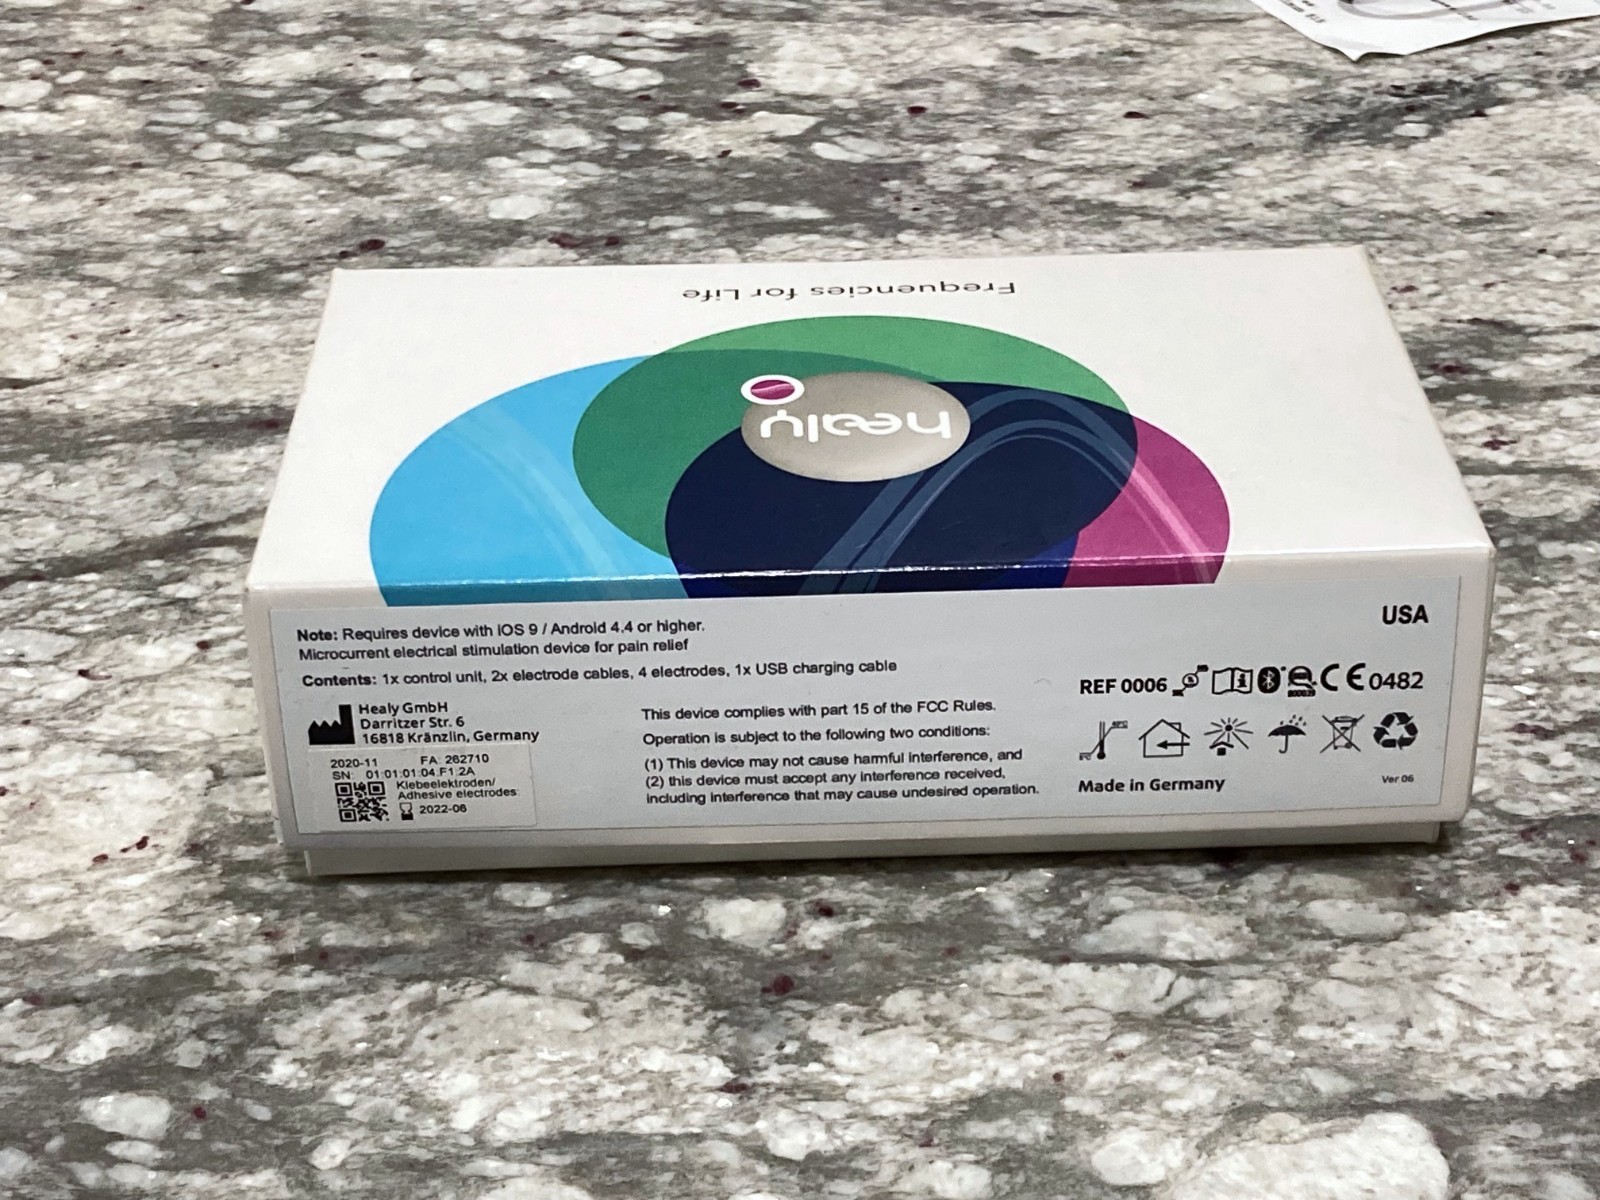 Frequencies for Life
healy
Note: Requires device with iOS 9 / Android 4.4 or higher.
Microcurrent electrical stimulation device for pain relief
Contents: 1x control unit, 2x electrode cables, 4 electrodes, 1x USB charging cable
Healy GmbH
Darritzer Str. 6
16818 Kränzlin, Germany
2020-11 FA: 262710
SN: 01:01:01:04:F1:2A
Klebeelektroden/
Adhesive electrodes:
2022-06
This device complies with part 15 of the FCC Rules.
Operation is subject to the following two conditions:
(1) This device may not cause harmful interference, and
(2) this device must accept any interference received,
including interference that may cause undesired operation.
USA
REF 0006 CE 0482
Made in Germany
Ver 06